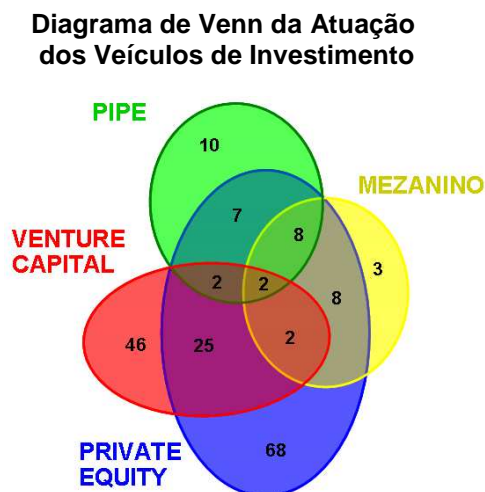 Diagrama de Venn da Atuação
dos Veículos de Investimento
PIPE
10
MEZANINO
7
8
VENTURE
CAPITAL
3
2
2
8
46
25
2
PRIVATE
EQUITY
68